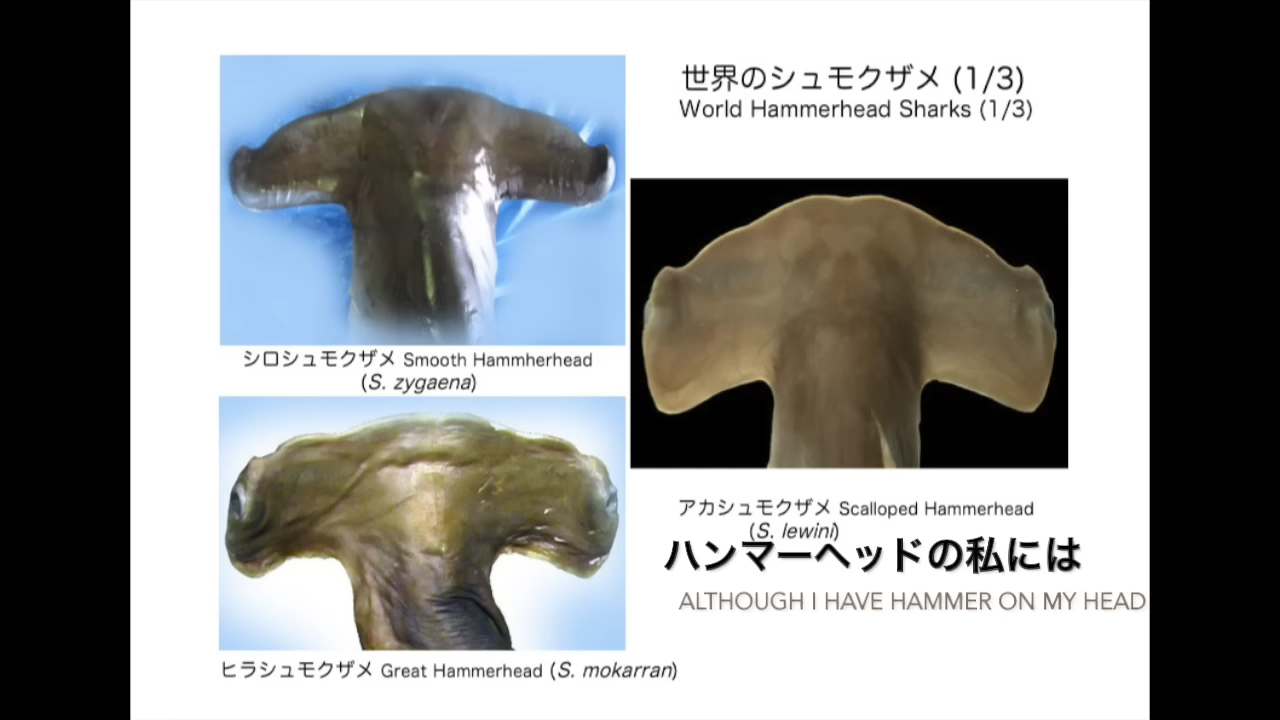 世界のシュモクザメ (1/3)
World Hammerhead Sharks (1/3)
シロシュモクザメ Smooth Hammherhead
(S. zygaena)
アカシュモクザメ Scalloped Hammerhead
(S. lewini)
ハンマーヘッドの私には
ALTHOUGH I HAVE HAMMER ON MY HEAD
ヒラシュモクザメ Great Hammerhead (S. mokarran)